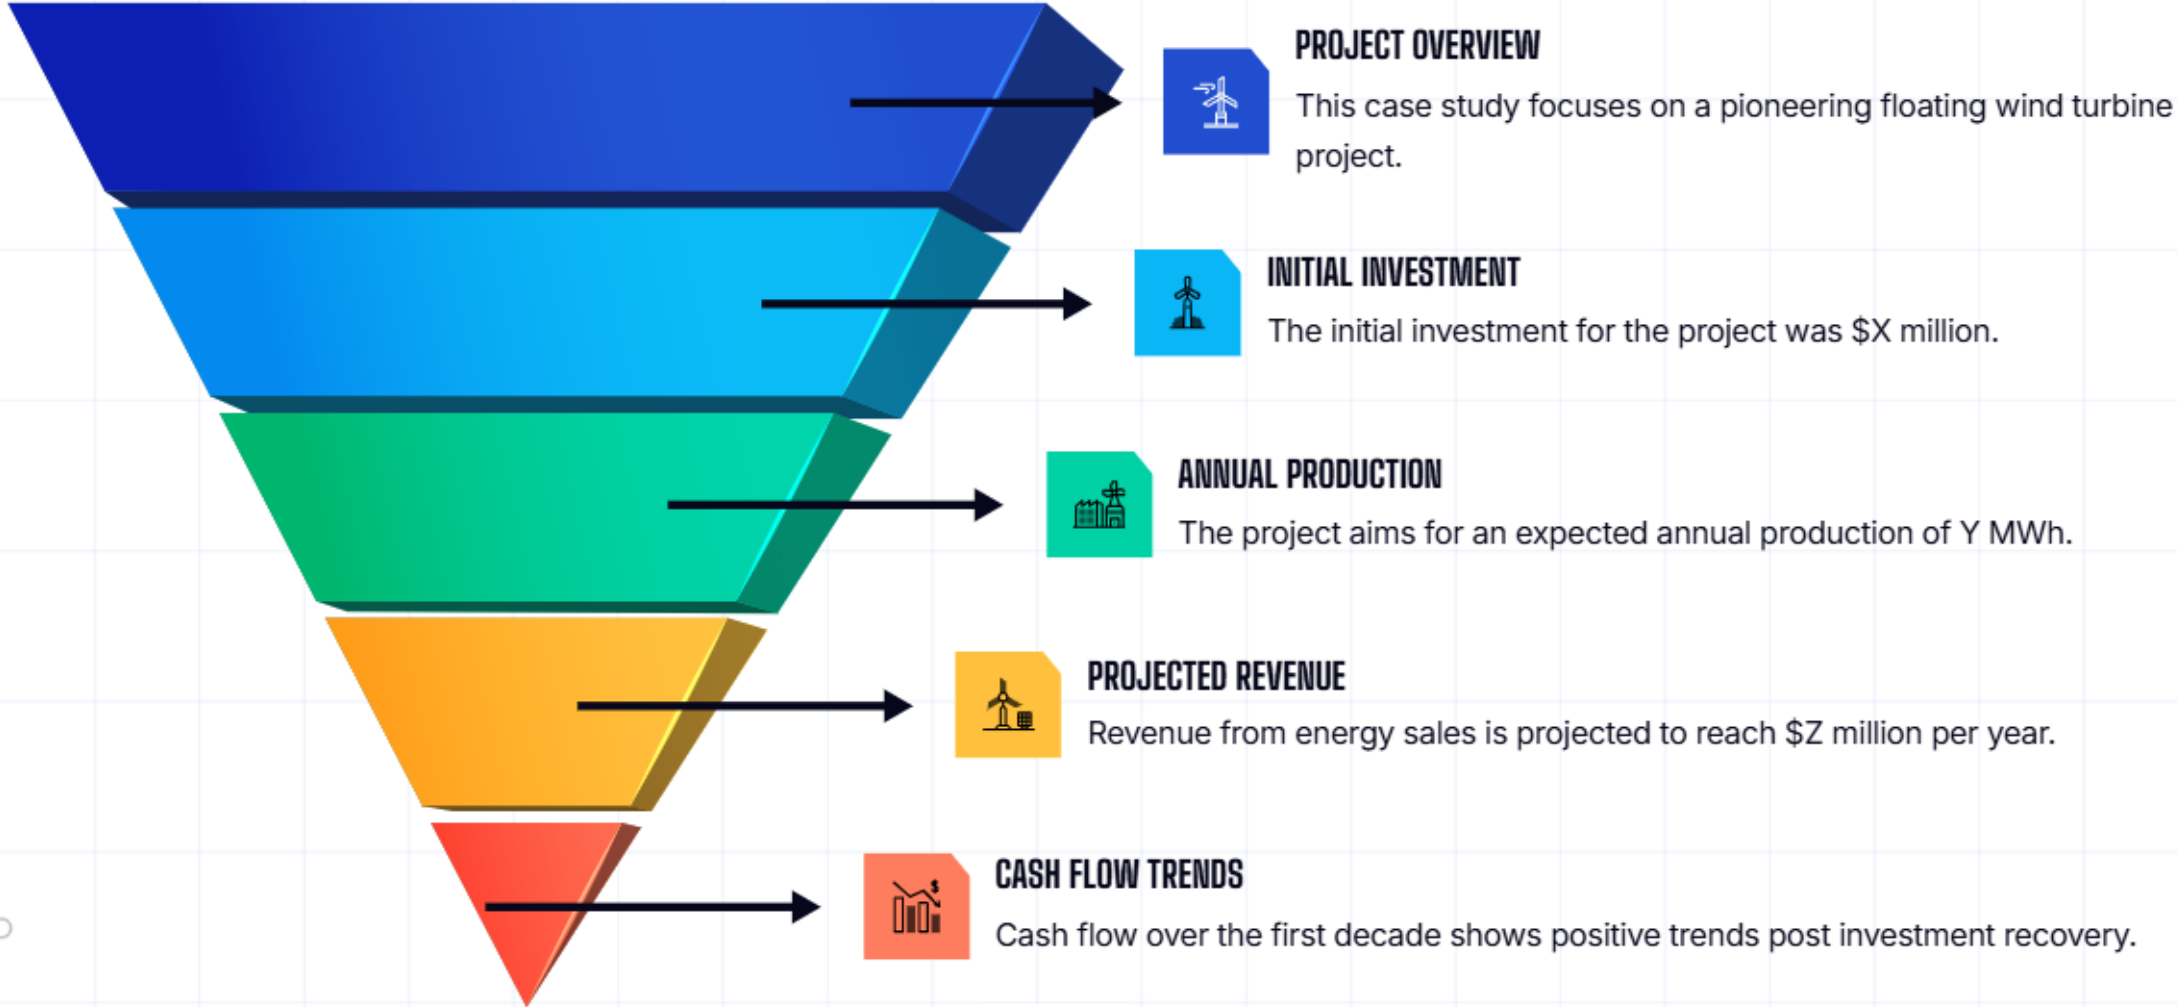 PROJECT OVERVIEW
This case study focuses on a pioneering floating wind turbine
project.
INITIAL INVESTMENT
The initial investment for the project was $X million.
ANNUAL PRODUCTION
The project aims for an expected annual production of Y MWh.
PROJECTED REVENUE
Revenue from energy sales is projected to reach $Z million per year.
$
CASH FLOW TRENDS
Cash flow over the first decade shows positive trends post investment recovery.